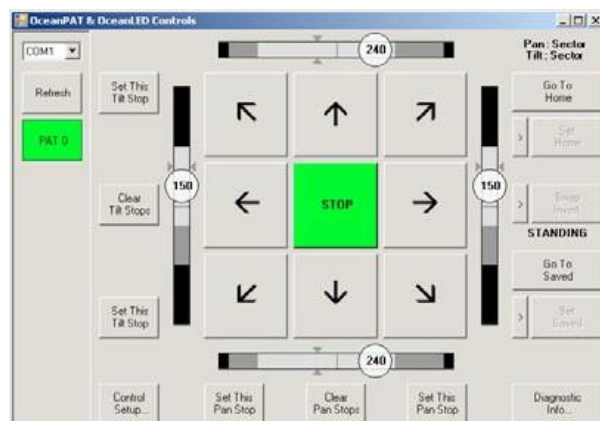 OceanPAT & OceanLED Controls
COM1
Refresh
PAT 0
Set This
Tilt Stop
Clear
Tilt Stops
Set This
Tilt Stop
Control
Setup...
240
150
STOP
150
240
Set This
Pan Stop
Clear
Pan Stops
Set This
Pan Stop
Pan : Sector
Tilt : Sector
Go To
Home
>
Set
Home
>
Swap
Invert
STANDING
Go To
Saved
>
Set
Saved
Diagnostic
Info...